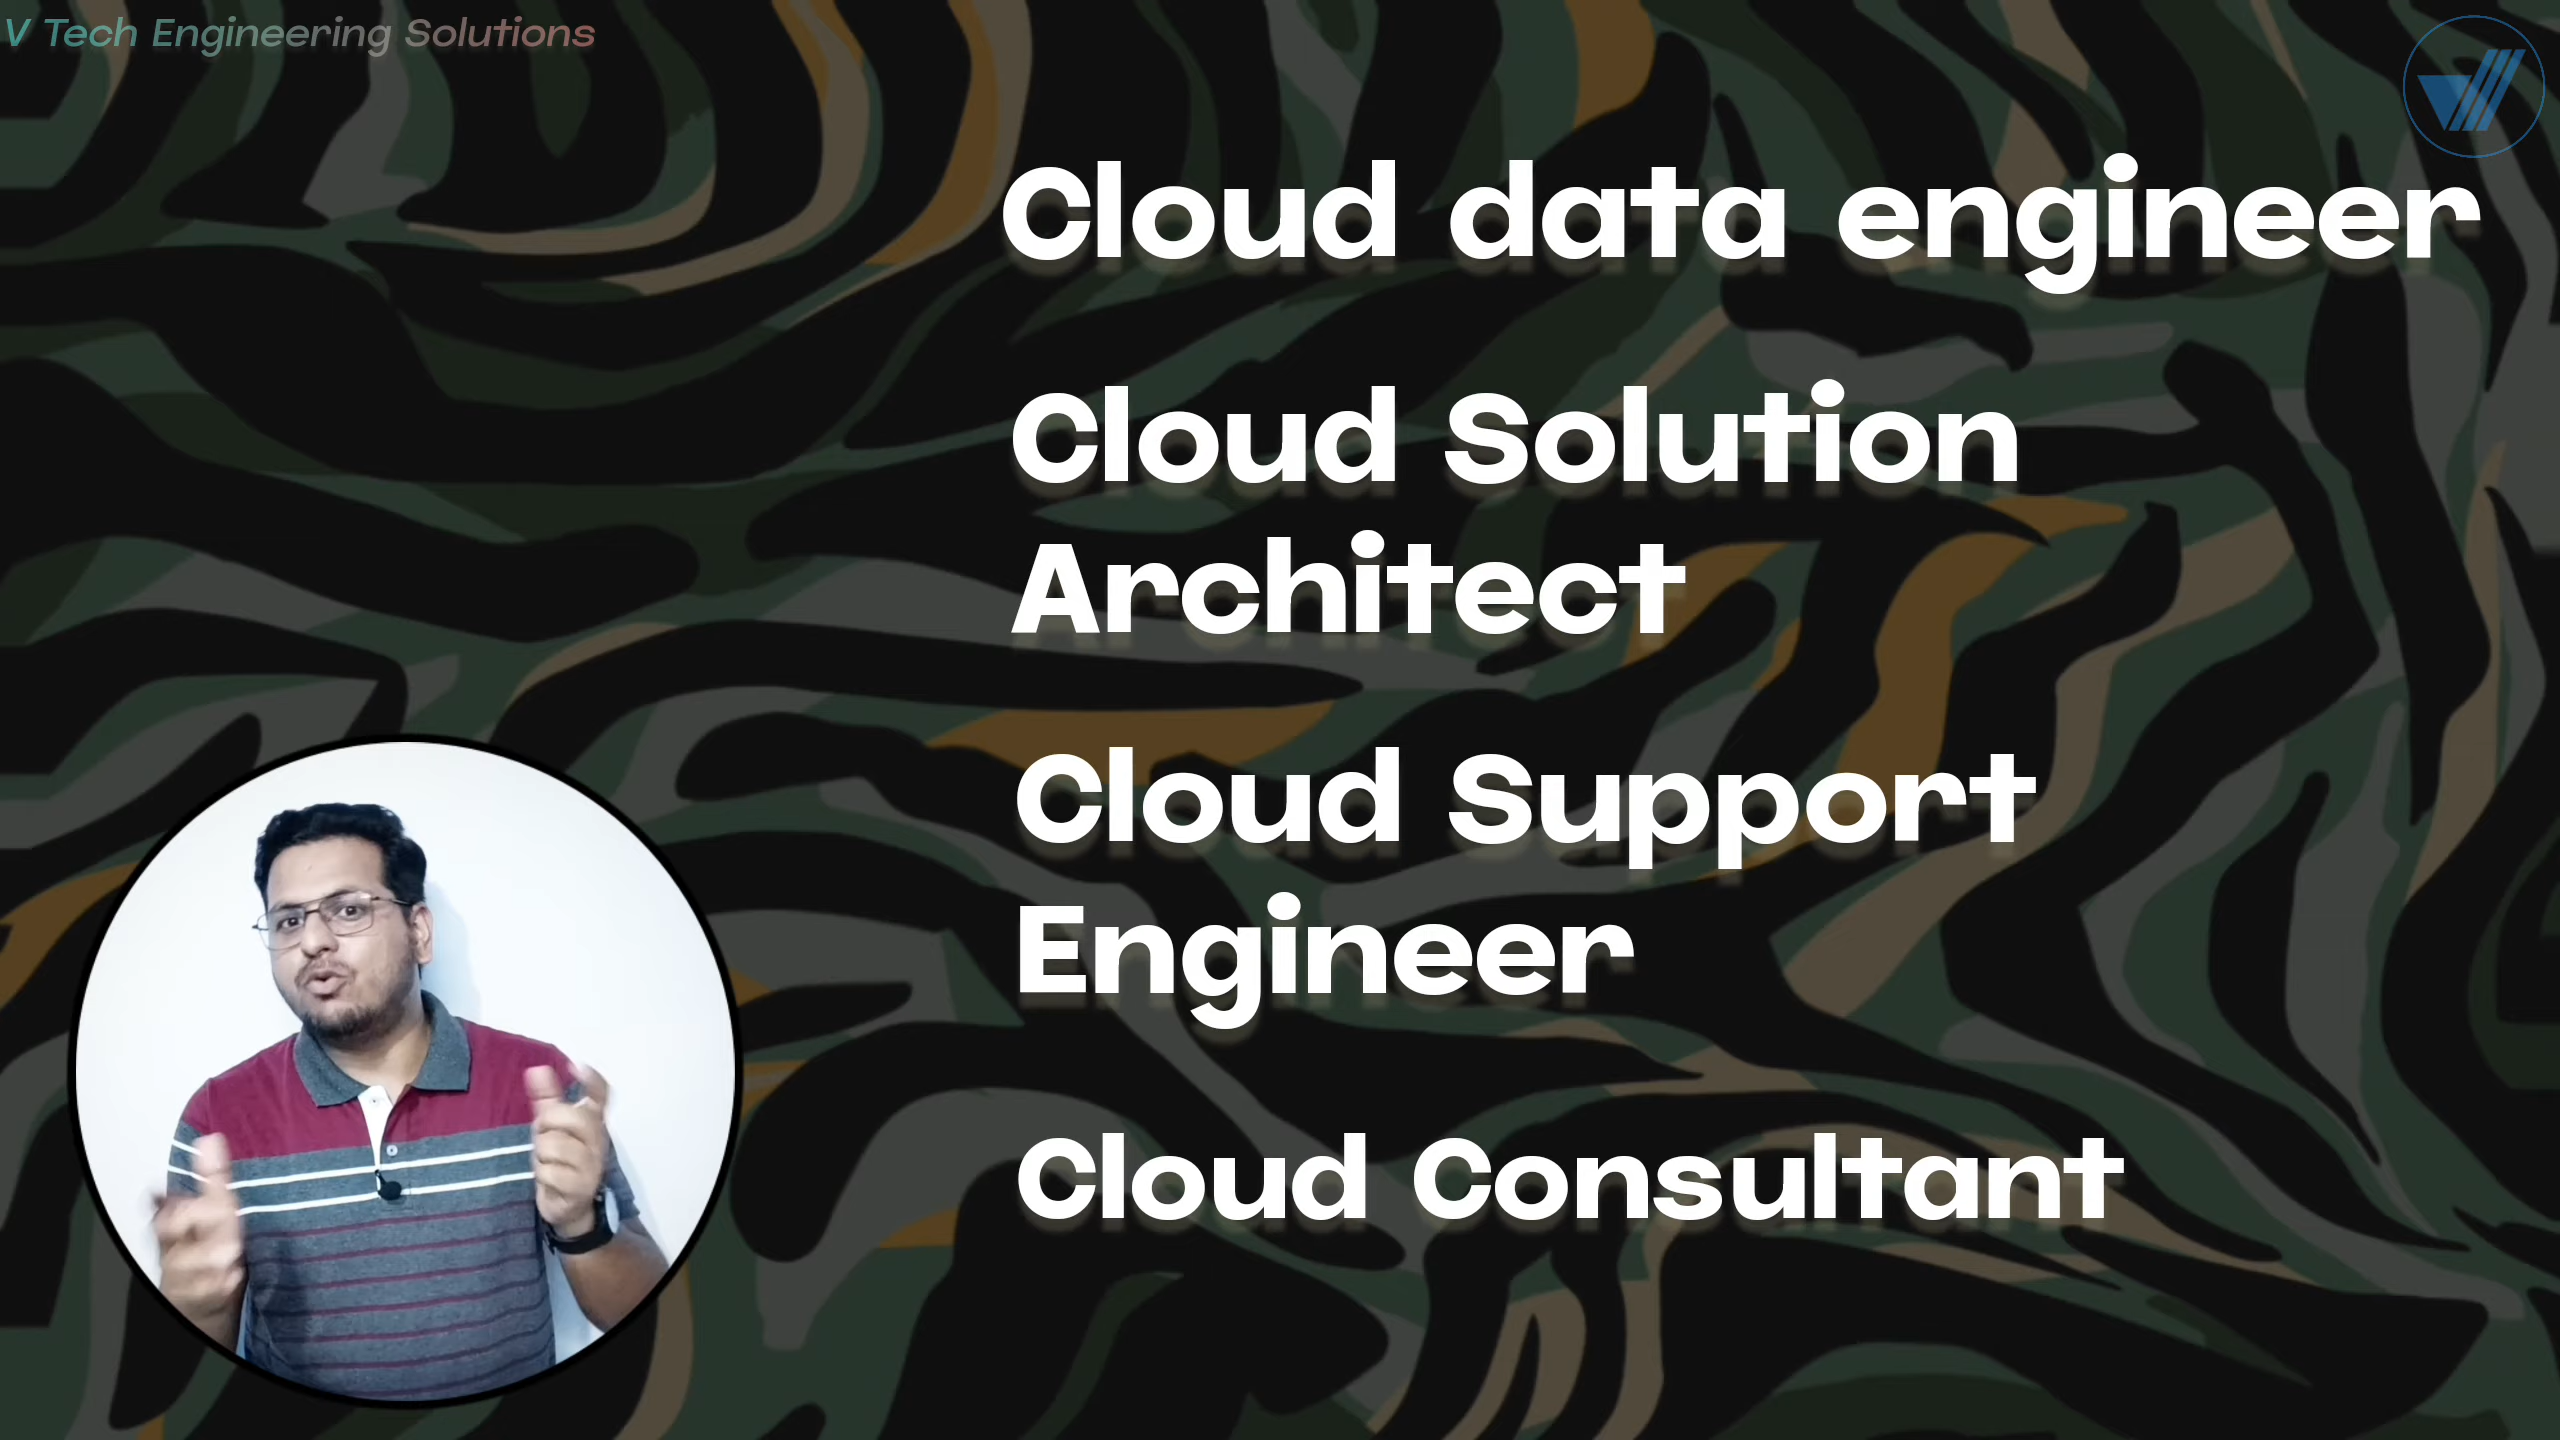 V Tech Engineering Solutions
Cloud data engineer
Cloud Solution
Architect
Cloud Support
Engineer
Cloud Consultant